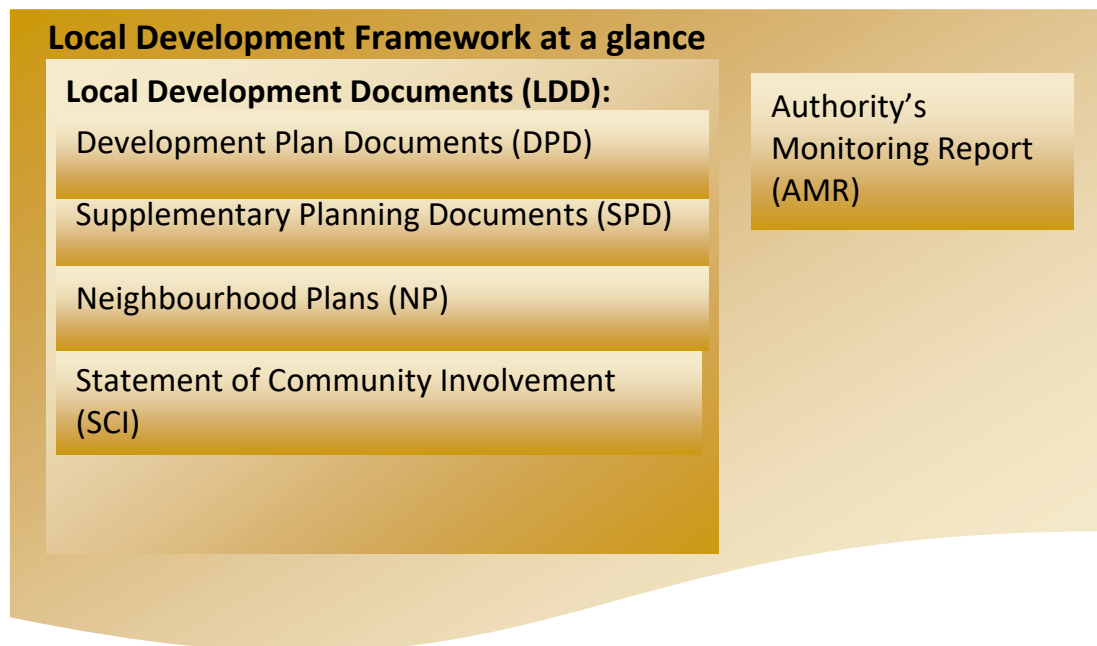 Local Development Framework at a glance
Local Development Documents (LDD):
Development Plan Documents (DPD)
Supplementary Planning Documents (SPD)
Neighbourhood Plans (NP)
Statement of Community Involvement
(SCI)
Authority’s
Monitoring Report
(AMR)